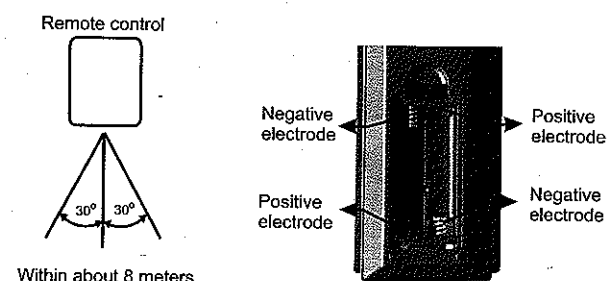 Remote control
30°
30°
Within about 8 meters
Negative
electrode
Positive
electrode
Positive
electrode
Negative
electrode